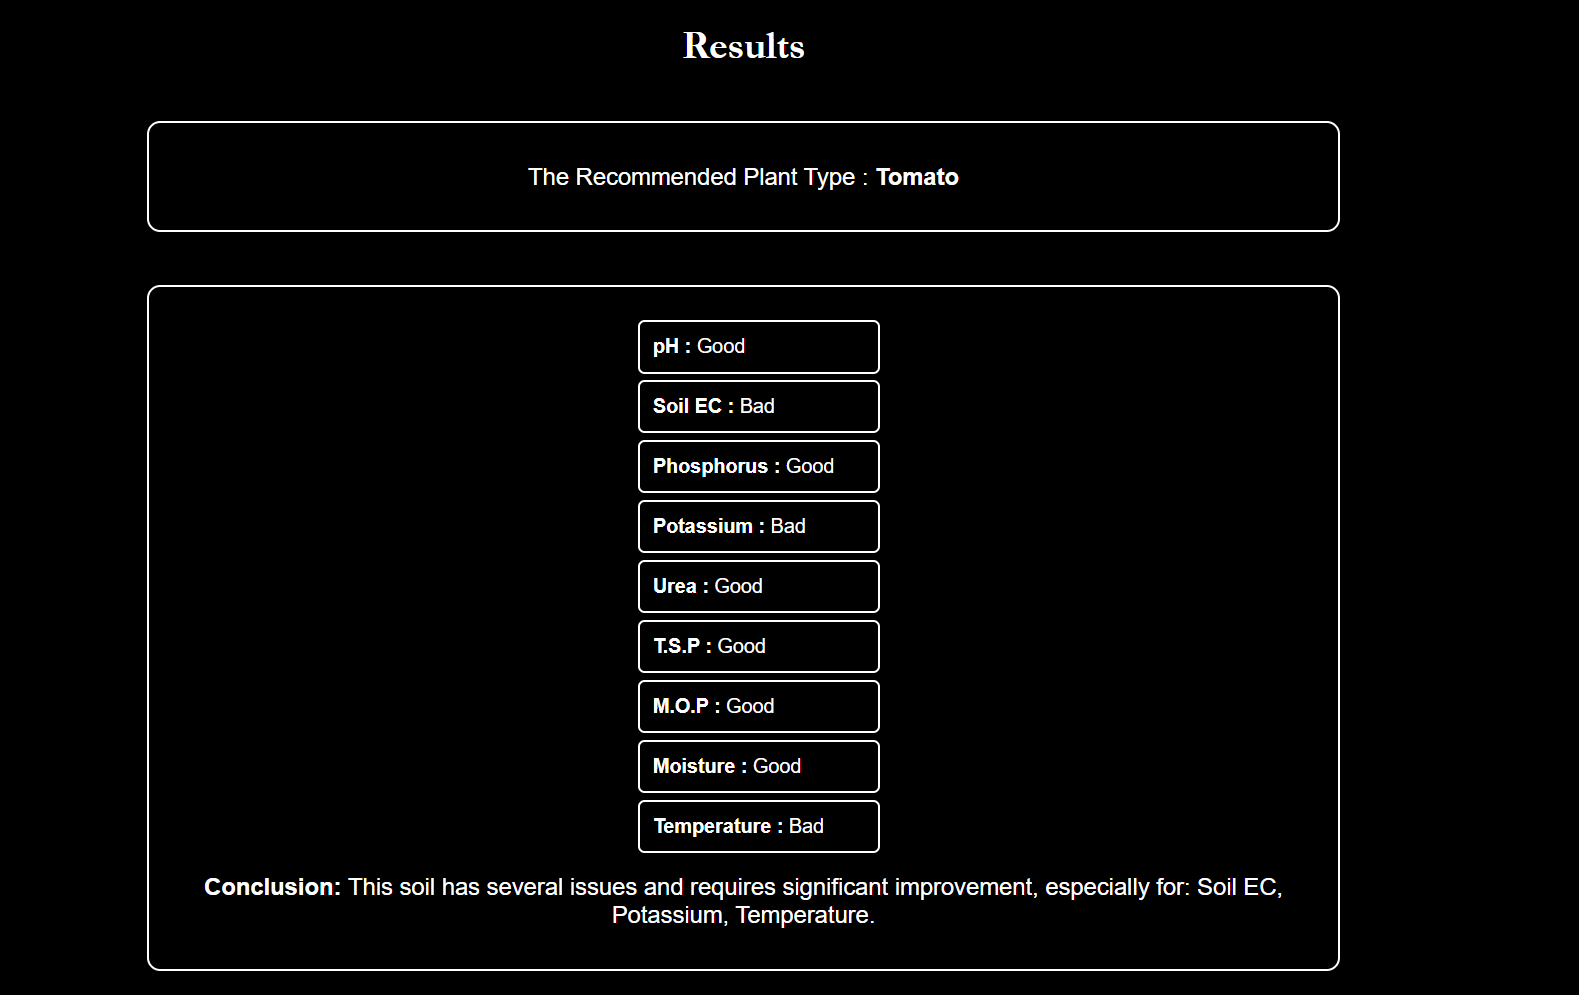 Results
The Recommended Plant Type : Tomato
pH : Good
Soil EC : Bad
Phosphorus : Good
Potassium : Bad
Urea : Good
T.S.P : Good
M.O.P : Good
Moisture : Good
Temperature : Bad
Conclusion: This soil has several issues and requires significant improvement, especially for: Soil EC,
Potassium, Temperature.